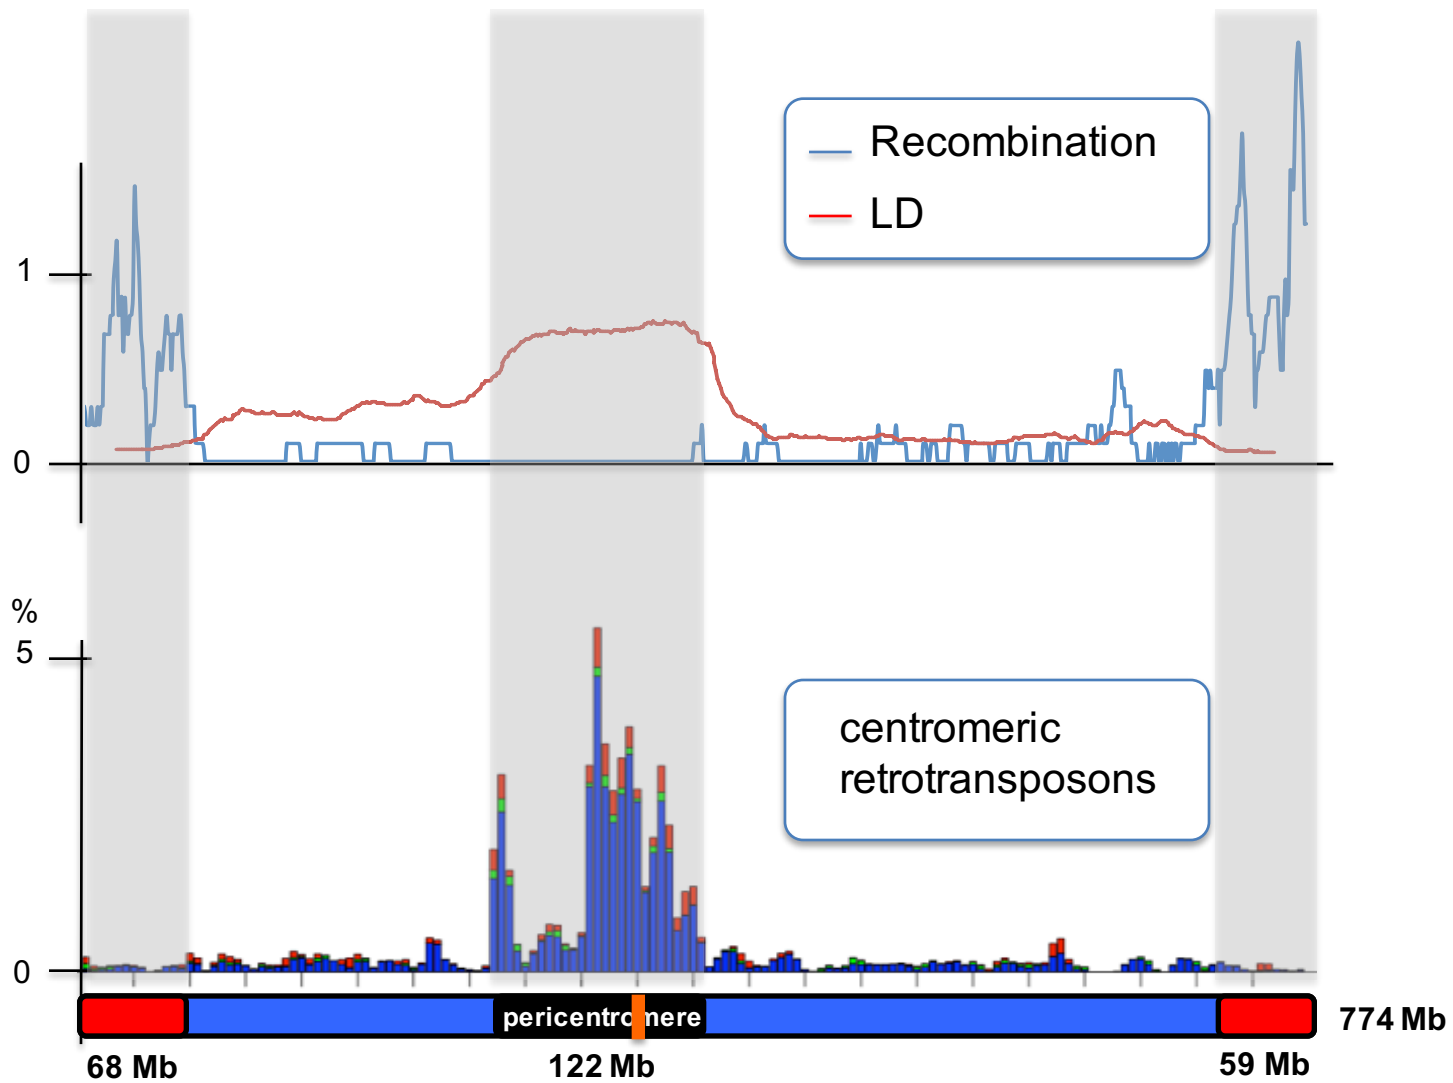 Recombination
LD
1
0
%
5
centromeric
retrotransposons
0
pericentromere
774 Mb
68 Mb
122 Mb
59 Mb